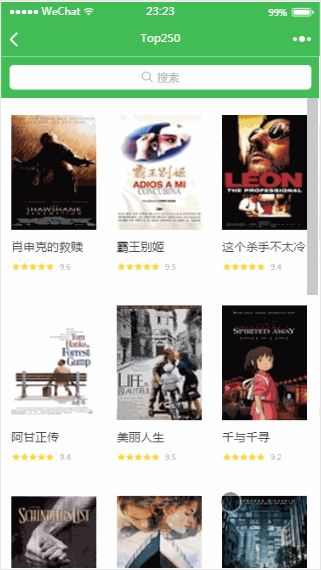 WeChat
23:23
99%
Top250
搜索
SHAWSHANK
REDEMPTION
霸王别姬
ADIOS A MI
CONCUBINA
LEON
THE PROFESSIONAL
肖申克的救赎
霸王别姬
这个杀手不太冷
9.6
9.5
9.4
Tom
Hanks
Forrest
Gump
LIFE IS
BEAUTIFUL
SPIRITED AWAY
阿甘正传
美丽人生
千与千寻
9.4
9.5
9.2
SCHINDLER'S LIST